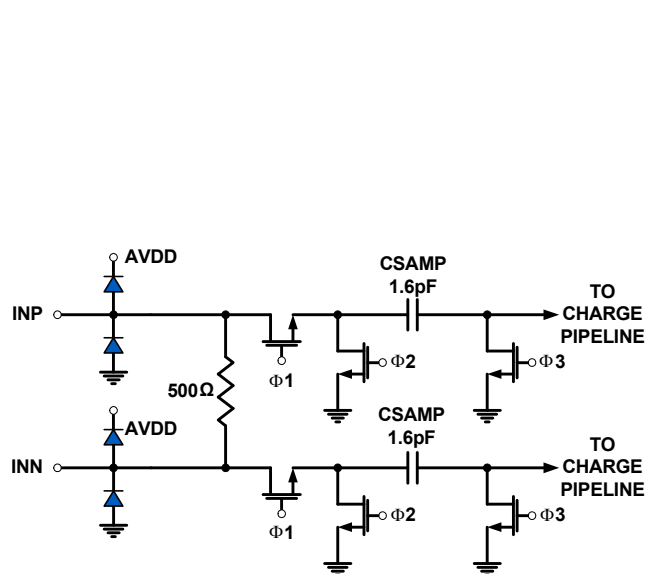 AVDD
CSAMP
1.6pF
INP
TO
CHARGE
PIPELINE
Φ1
Φ2
Φ3
500Ω
AVDD
CSAMP
1.6pF
INN
TO
CHARGE
PIPELINE
Φ1
Φ2
Φ3